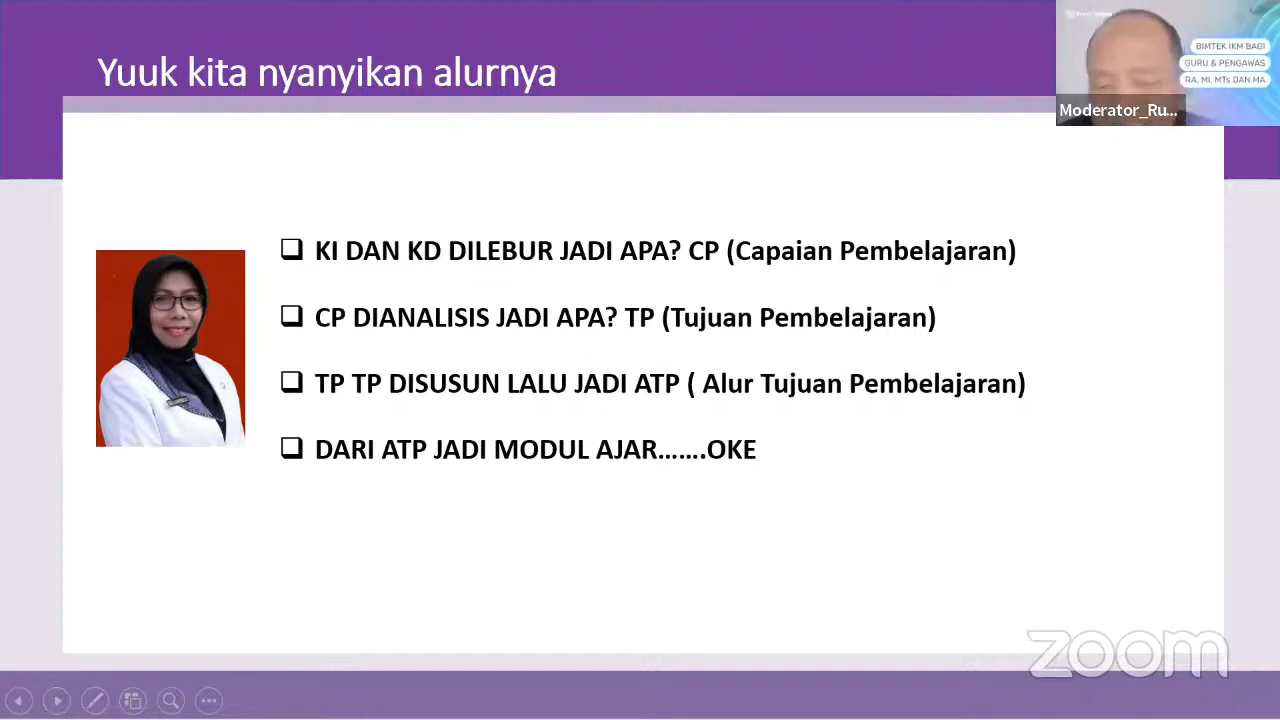 Yuuk kita nyanyikan alurnya
BIMTEK IKM BAGI
GURU & PENGAWAS
RA, MI, MTs DAN MA
Moderator_Ru...
KI DAN KD DILEBUR JADI APA? CP (Capaian Pembelajaran)
CP DIANALISIS JADI APA? TP (Tujuan Pembelajaran)
TP TP DISUSUN LALU JADI ATP ( Alur Tujuan Pembelajaran)
DARI ATP JADI MODUL AJAR.......OKE
zoom